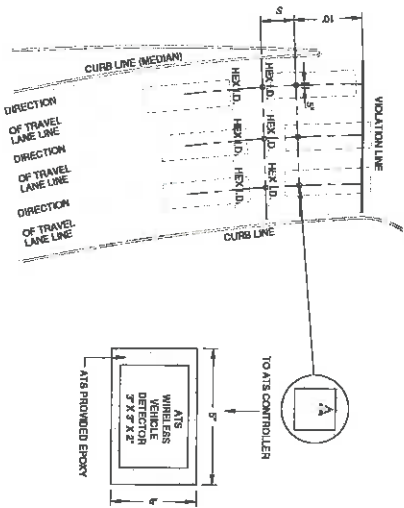 10'
S
VIOLATION LINE
5"
HEX I.D.
HEX I.D.
HEX I.D.
HEX I.D.
HEX I.D.
HEX I.D.
CURB LINE (MEDIAN)
DIRECTION
OF TRAVEL
LANE LINE
DIRECTION
OF TRAVEL
LANE LINE
DIRECTION
OF TRAVEL
LANE LINE
CURB LINE
TO ATS CONTROLLER
5"
4"
ATS
WIRELESS
VEHICLE
DETECTOR
3" X 3" X 2"
ATS PROVIDED EPOXY